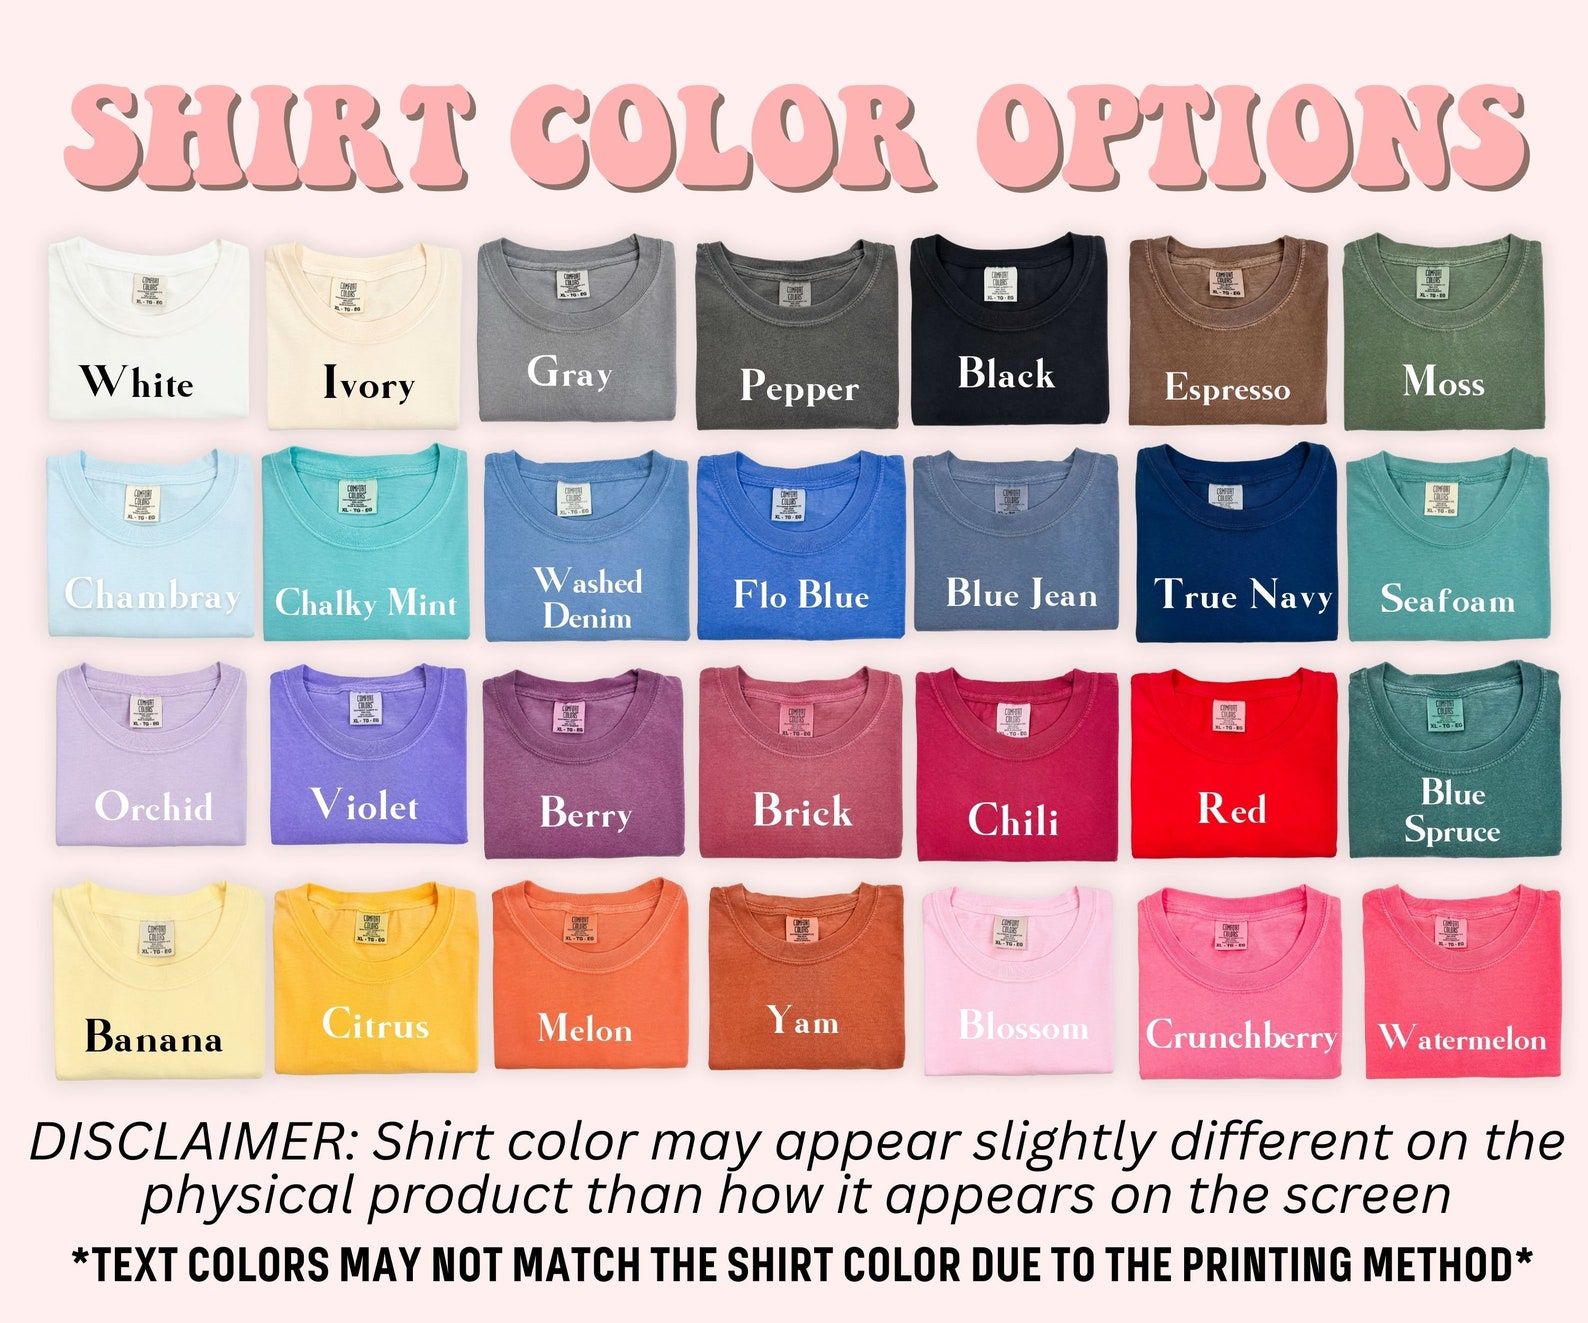 SHIRT COLOR OPTIONS
White
Ivory
Gray
Pepper
Black
Espresso
Moss
Chambray
Chalky Mint
Washed
Denim
Flo Blue
Blue Jean
True Navy
Seafoam
Orchid
Violet
Berry
Brick
Chili
Red
Blue
Spruce
Banana
Citrus
Melon
Yam
Blossom
Crunchberry
Watermelon
DISCLAIMER: Shirt color may appear slightly different on the
physical product than how it appears on the screen
*TEXT COLORS MAY NOT MATCH THE SHIRT COLOR DUE TO THE PRINTING METHOD*